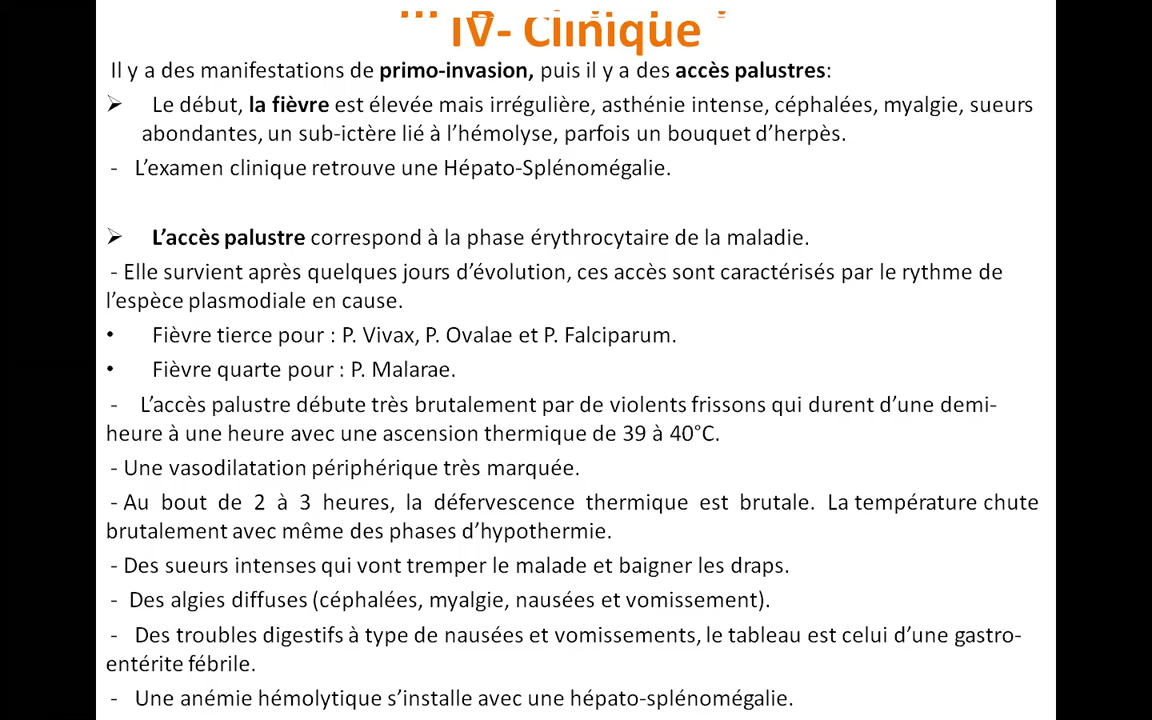 IV- Clinique
Il y a des manifestations de primo-invasion, puis il y a des accès palustres:
➢ Le début, la fièvre est élevée mais irrégulière, asthénie intense, céphalées, myalgie, sueurs
abondantes, un sub-ictère lié à l’hémolyse, parfois un bouquet d’herpès.
- L’examen clinique retrouve une Hépato-Splénomégalie.
➢ L’accès palustre correspond à la phase érythrocytaire de la maladie.
- Elle survient après quelques jours d’évolution, ces accès sont caractérisés par le rythme de
l’espèce plasmodiale en cause.
• Fièvre tierce pour : P. Vivax, P. Ovalae et P. Falciparum.
• Fièvre quarte pour : P. Malarae.
- L’accès palustre débute très brutalement par de violents frissons qui durent d’une demi-
heure à une heure avec une ascension thermique de 39 à 40°C.
- Une vasodilatation périphérique très marquée.
- Au bout de 2 à 3 heures, la défervescence thermique est brutale. La température chute
brutalement avec même des phases d’hypothermie.
- Des sueurs intenses qui vont tremper le malade et baigner les draps.
- Des algies diffuses (céphalées, myalgie, nausées et vomissement).
- Des troubles digestifs à type de nausées et vomissements, le tableau est celui d’une gastro-
entérite fébrile.
- Une anémie hémolytique s’installe avec une hépato-splénomégalie.